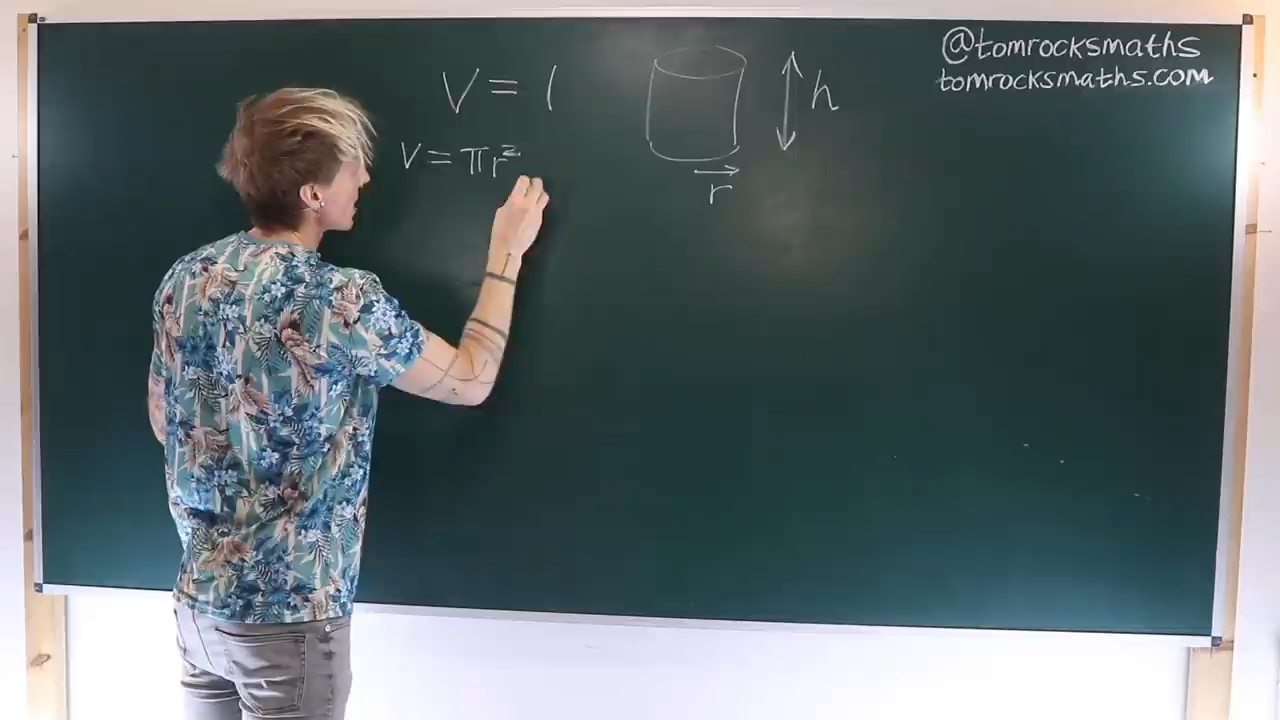 @tomrocksmaths
tomrocksmaths.com
V = 1
h
V = πr²
r